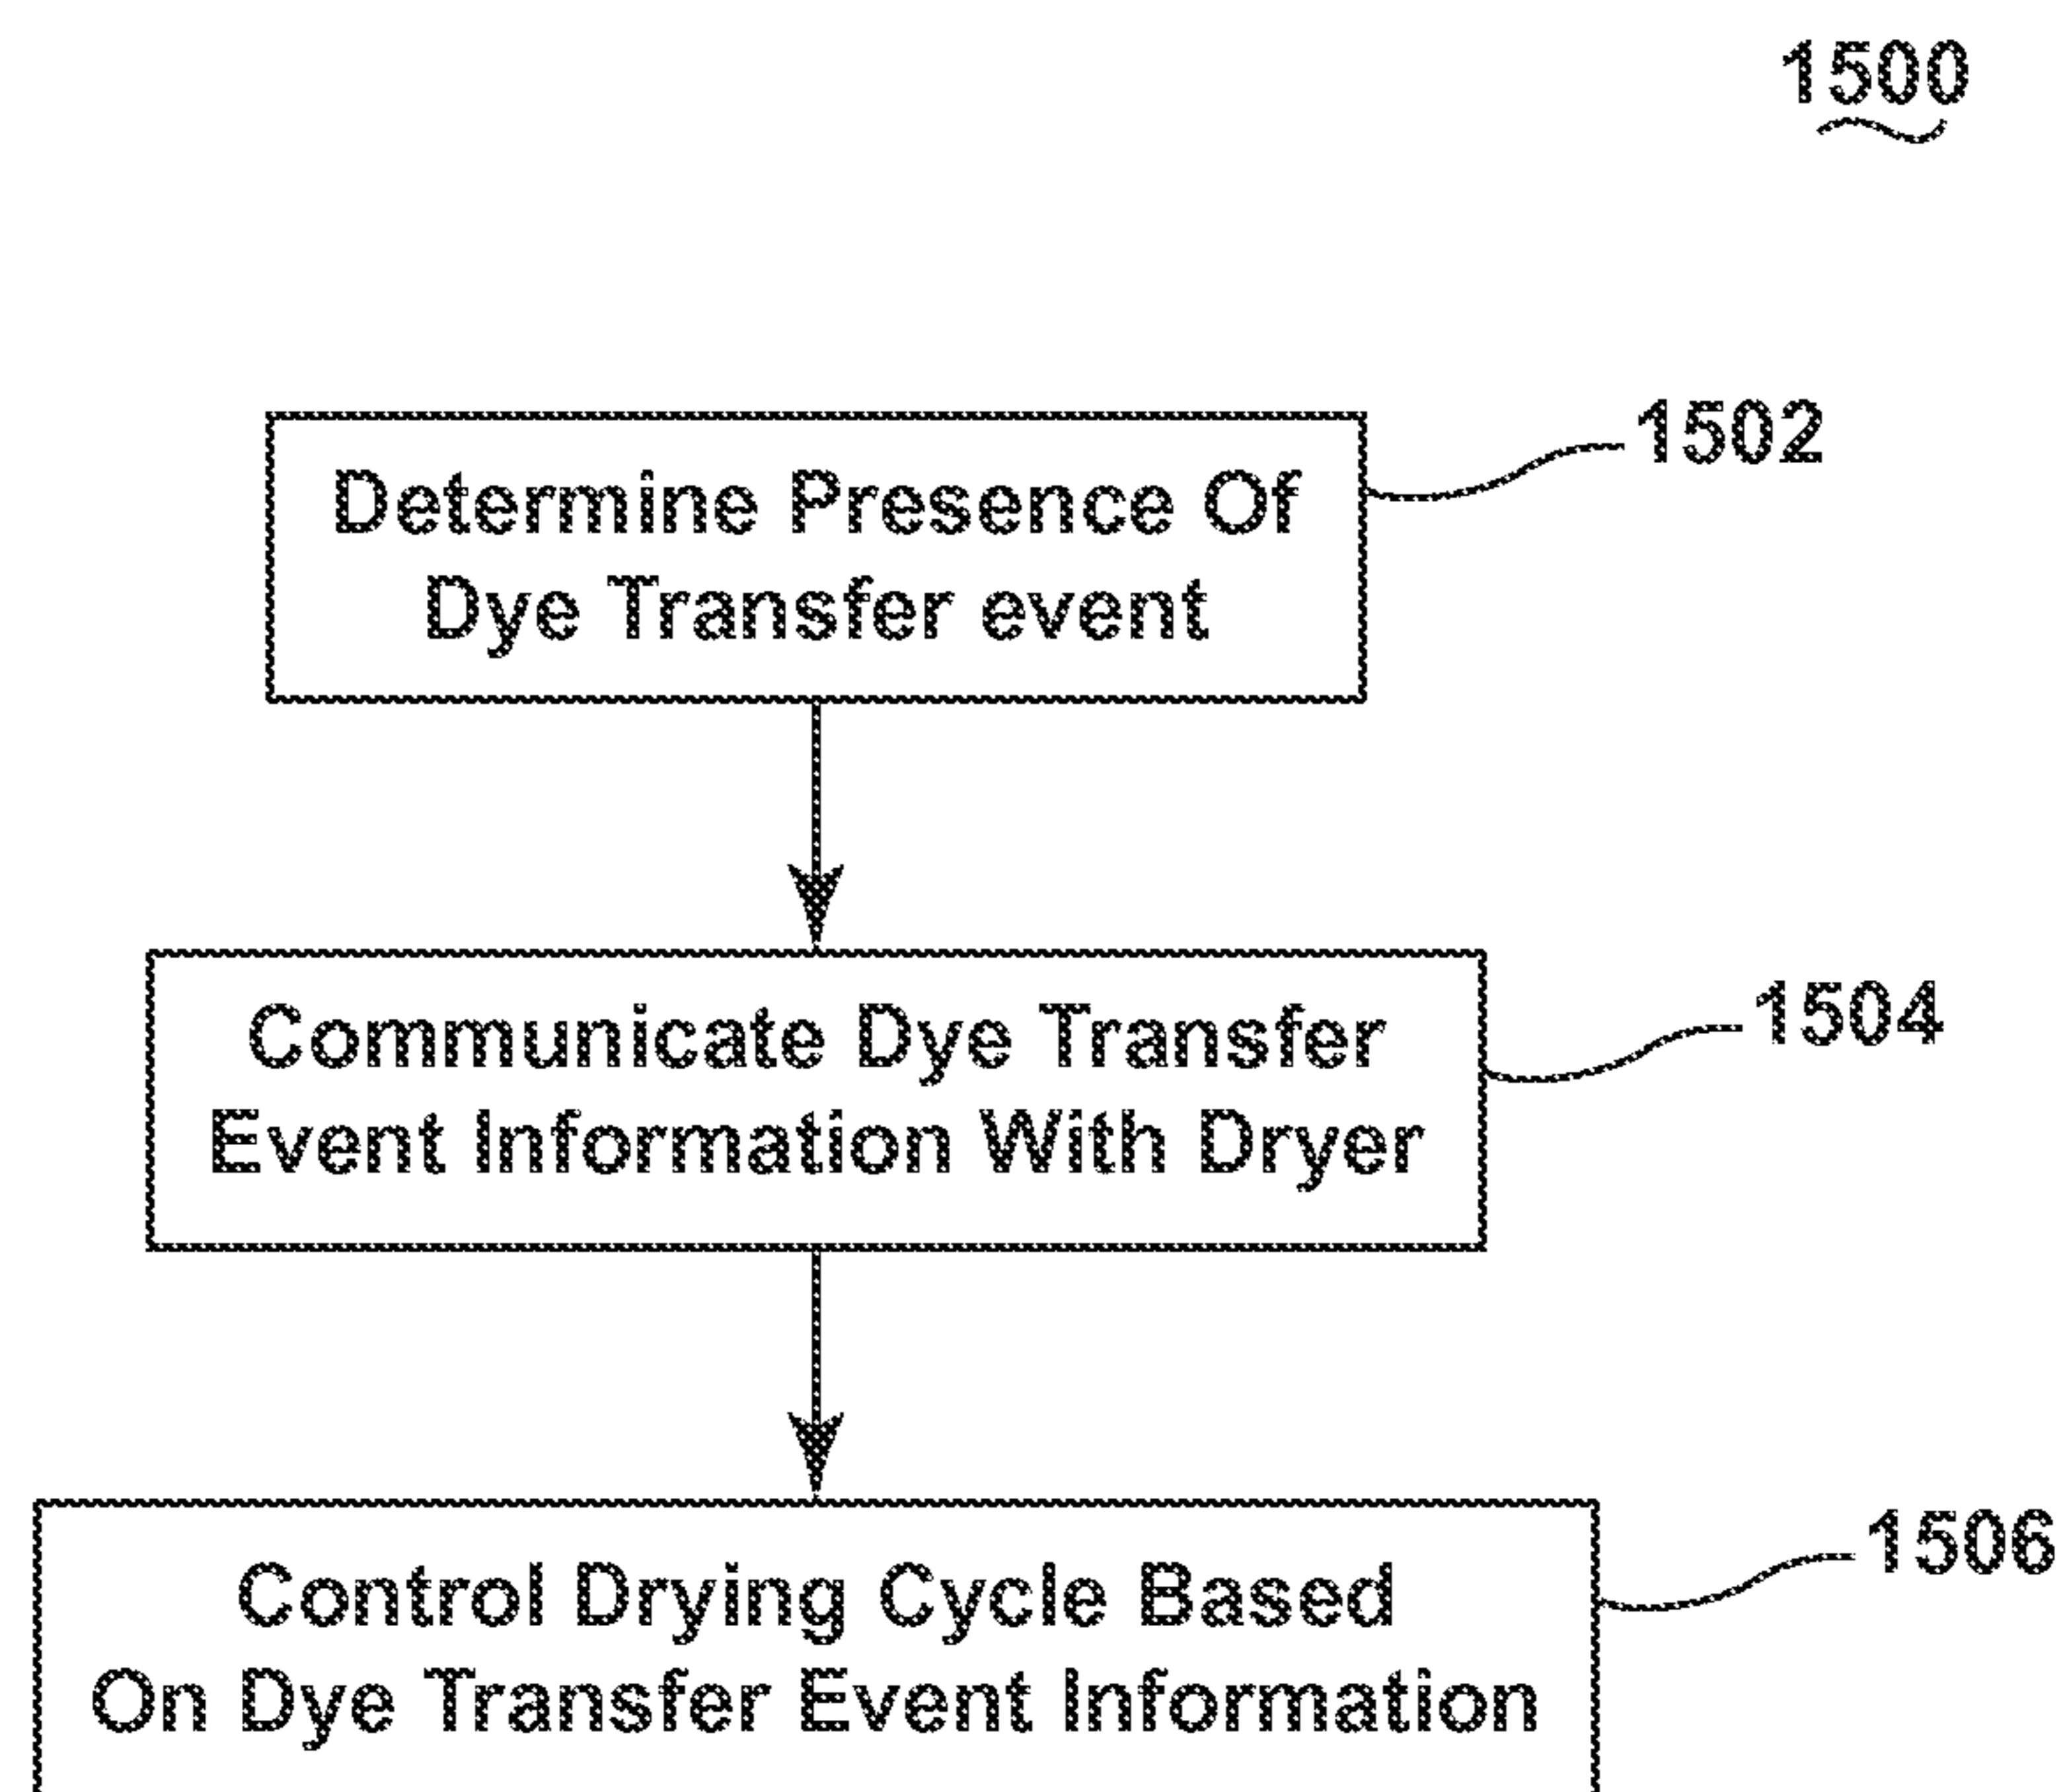 1500
Determine Presence Of
Dye Transfer event
1502
Communicate Dye Transfer
Event Information With Dryer
1504
Control Drying Cycle Based
On Dye Transfer Event Information
1506